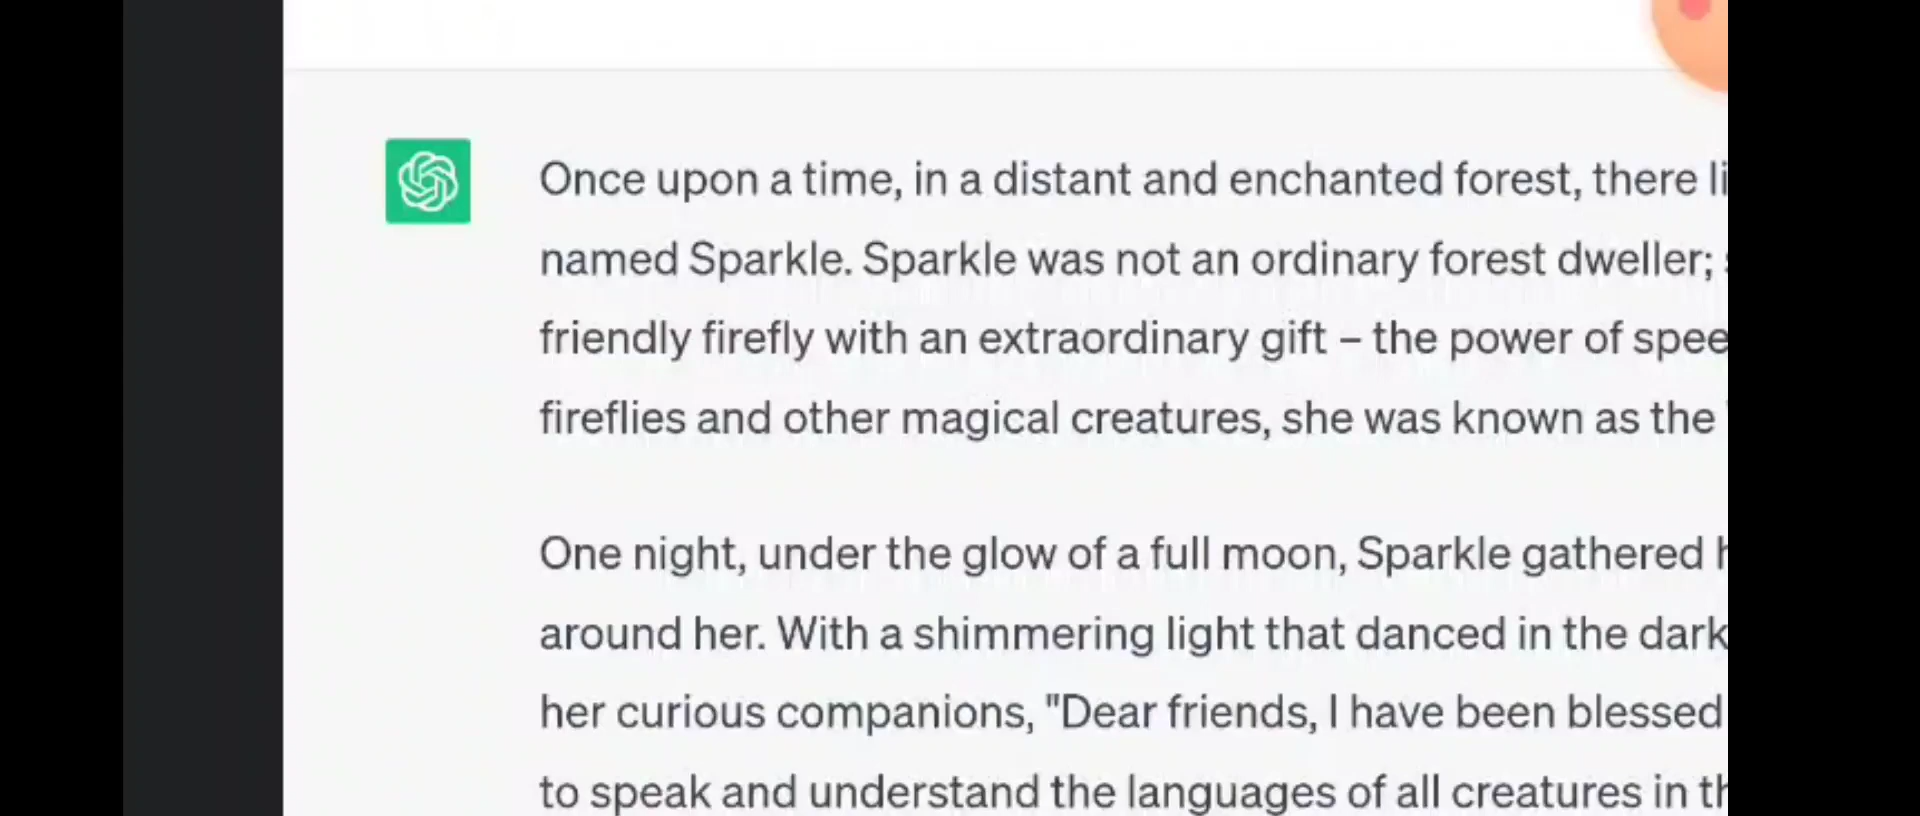 Once upon a time, in a distant and enchanted forest, there
named Sparkle. Sparkle was not an ordinary forest dweller;
friendly firefly with an extraordinary gift – the power of
fireflies and other magical creatures, she was known as the
One night, under the glow of a full moon, Sparkle gathered
around her. With a shimmering light that danced in the dark
her curious companions, "Dear friends, I have been blessed
to speak and understand the languages of all creatures in